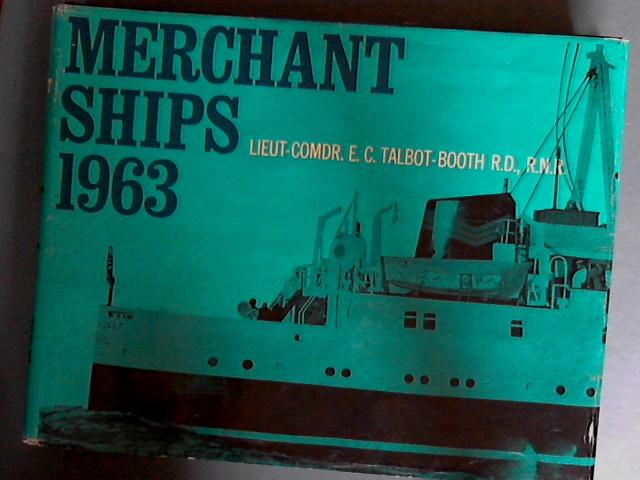 MERCHANT
SHIPS
1963
LIEUT-COMDR. E. C. TALBOT-BOOTH R.D., R.N.R.